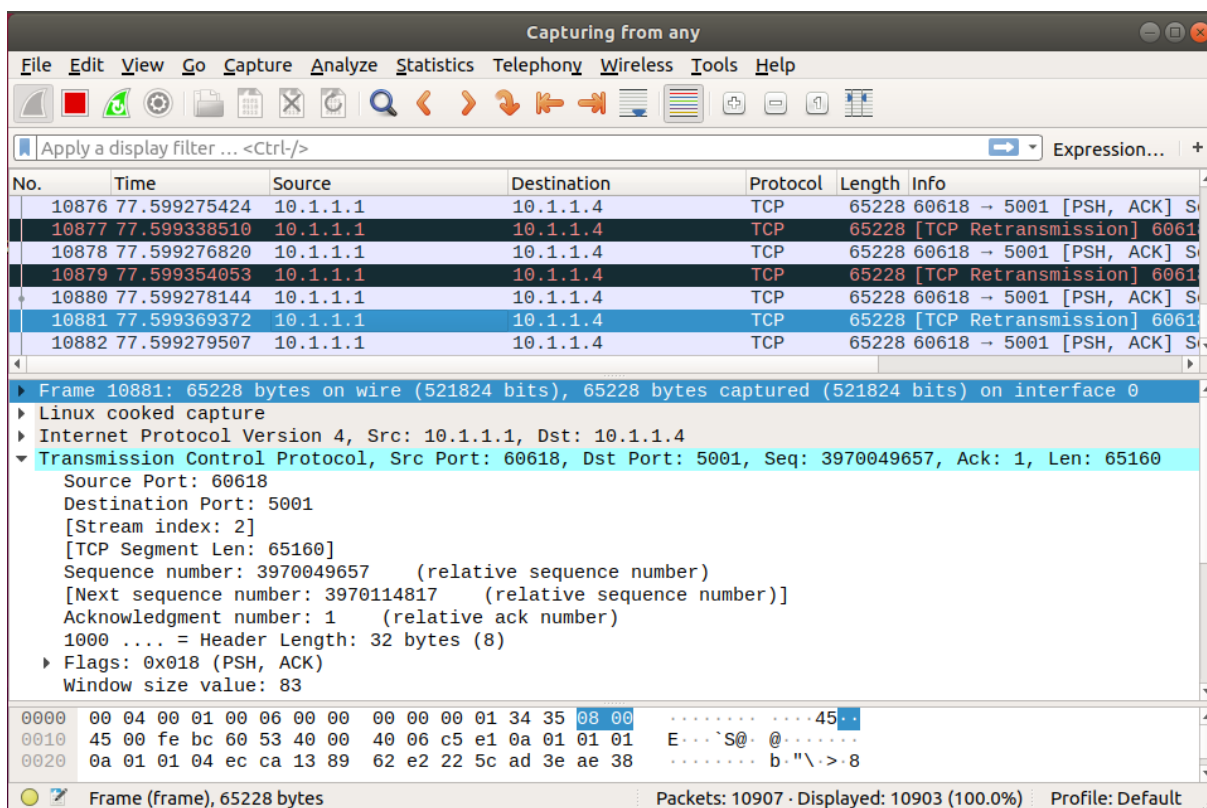 Capturing from any
File Edit View Go Capture Analyze Statistics Telephony Wireless Tools Help
Apply a display filter … <Ctrl-/> Expression… +
No. Time Source Destination Protocol Length Info
10876 77.599275424 10.1.1.1 10.1.1.4 TCP 65228 60618 → 5001 [PSH, ACK] S
10877 77.599338510 10.1.1.1 10.1.1.4 TCP 65228 [TCP Retransmission] 6061
10878 77.599276820 10.1.1.1 10.1.1.4 TCP 65228 60618 → 5001 [PSH, ACK] S
10879 77.599354053 10.1.1.1 10.1.1.4 TCP 65228 [TCP Retransmission] 6061
10880 77.599278144 10.1.1.1 10.1.1.4 TCP 65228 60618 → 5001 [PSH, ACK] S
10881 77.599369372 10.1.1.1 10.1.1.4 TCP 65228 [TCP Retransmission] 6061
10882 77.599279507 10.1.1.1 10.1.1.4 TCP 65228 60618 → 5001 [PSH, ACK] S
Frame 10881: 65228 bytes on wire (521824 bits), 65228 bytes captured (521824 bits) on interface 0
Linux cooked capture
Internet Protocol Version 4, Src: 10.1.1.1, Dst: 10.1.1.4
Transmission Control Protocol, Src Port: 60618, Dst Port: 5001, Seq: 3970049657, Ack: 1, Len: 65160
Source Port: 60618
Destination Port: 5001
[Stream index: 2]
[TCP Segment Len: 65160]
Sequence number: 3970049657 (relative sequence number)
[Next sequence number: 3970114817 (relative sequence number)]
Acknowledgment number: 1 (relative ack number)
1000 .... = Header Length: 32 bytes (8)
Flags: 0x018 (PSH, ACK)
Window size value: 83
0000 00 04 00 01 00 06 00 00 00 00 00 01 34 35 08 00 ········ ····45··
0010 45 00 fe bc 60 53 40 00 40 06 c5 e1 0a 01 01 01 E···`S@· @·······
0020 0a 01 01 04 ec ca 13 89 62 e2 22 5c ad 3e ae 38 ········ b·"\·>·8
Frame (frame), 65228 bytes Packets: 10907 · Displayed: 10903 (100.0%) Profile: Default